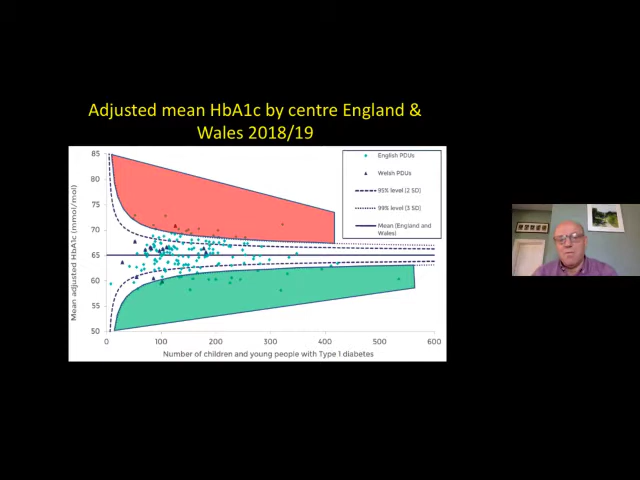 Adjusted mean HbA1c by centre England &
Wales 2018/19
85
80
75
70
65
60
55
50
Mean adjusted HbA1c (mmol/mol)
English PDUs
Welsh PDUs
95% level (2 SD)
99% level (3 SD)
Mean (England and
Wales)
0 100 200 300 400 500 600
Number of children and young people with Type 1 diabetes